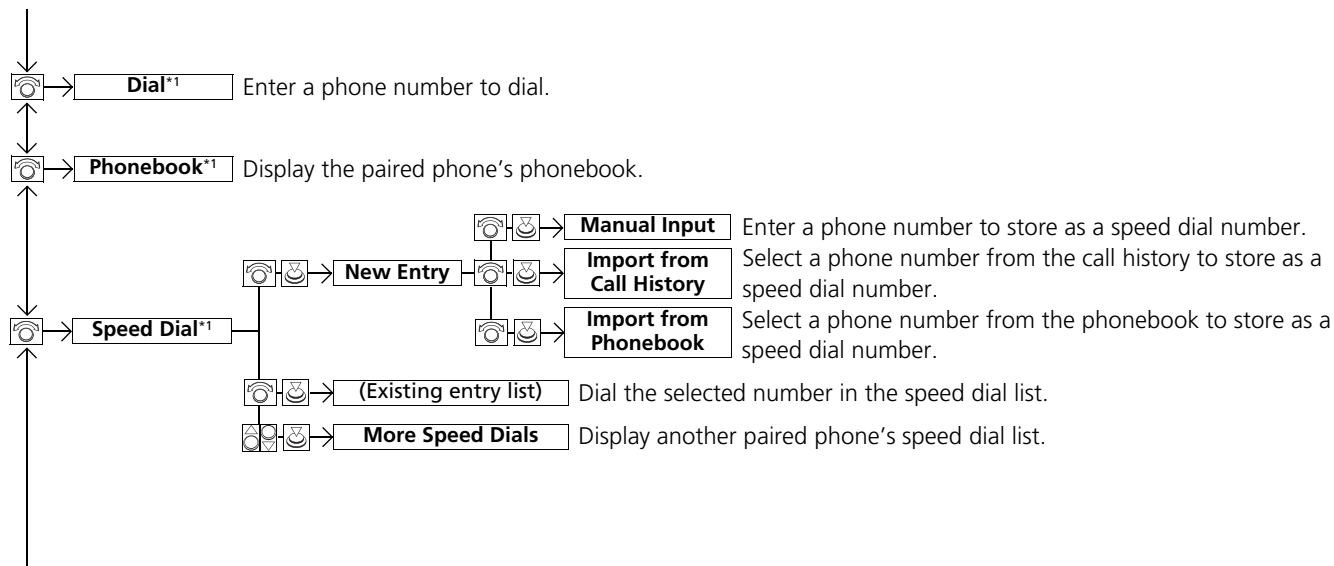 Dial*1 Enter a phone number to dial.
Phonebook*1 Display the paired phone’s phonebook.
Manual Input Enter a phone number to store as a speed dial number.
New Entry
Import from
Call History
Select a phone number from the call history to store as a
speed dial number.
Speed Dial*1
Import from
Phonebook
Select a phone number from the phonebook to store as a
speed dial number.
(Existing entry list) Dial the selected number in the speed dial list.
More Speed Dials Display another paired phone’s speed dial list.